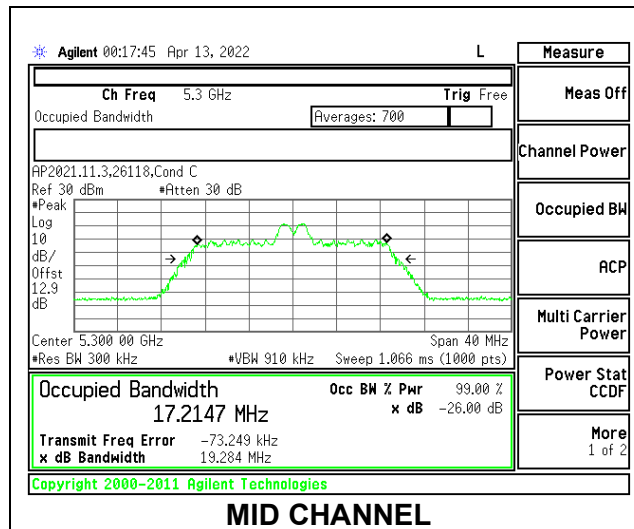 Agilent 00:17:45 Apr 13, 2022 L
Measure
Ch Freq 5.3 GHz Trig Free
Meas Off
Occupied Bandwidth Averages: 700
Channel Power
AP2021.11.3,26118,Cond C
Ref 30 dBm #Atten 30 dB
#Peak
Log
10
dB/
Offst
12.9
dB
Occupied BW
ACP
Center 5.300 00 GHz Span 40 MHz
#Res BW 300 kHz #VBW 910 kHz Sweep 1.066 ms (1000 pts)
Multi Carrier
Power
Occupied Bandwidth Occ BW % Pwr 99.00 %
17.2147 MHz x dB -26.00 dB
Power Stat
CCDF
Transmit Freq Error -73.249 kHz
x dB Bandwidth 19.284 MHz
More
1 of 2
Copyright 2000-2011 Agilent Technologies
MID CHANNEL